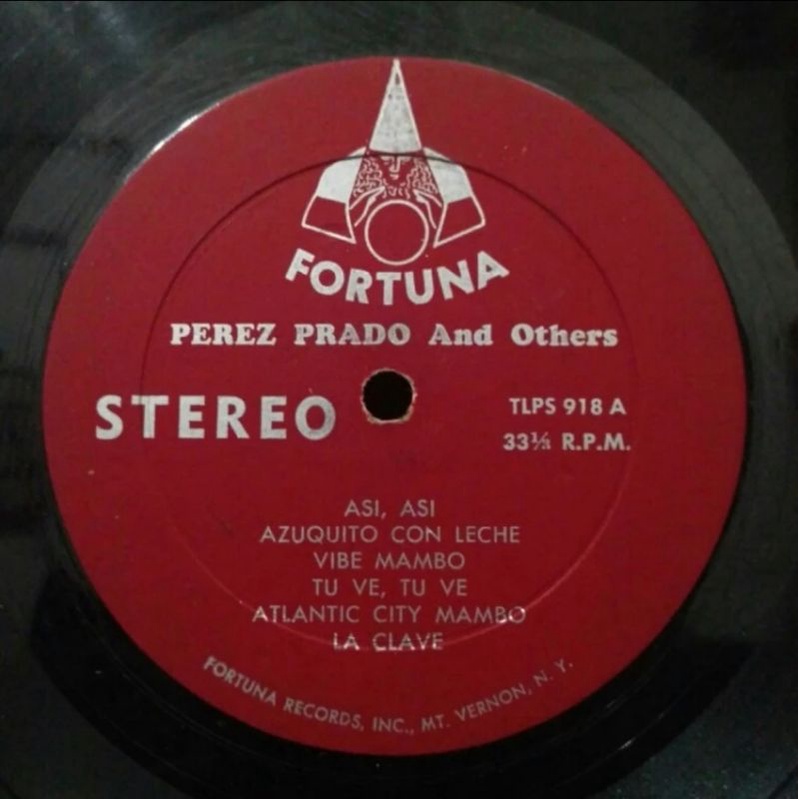 FORTUNA
PEREZ PRADO And Others
STEREO
TLPS 918 A
33⅓ R.P.M.
ASI, ASI
AZUQUITO CON LECHE
VIBE MAMBO
TU VE, TU VE
ATLANTIC CITY MAMBO
LA CLAVE
FORTUNA RECORDS, INC., MT. VERNON, N. Y.